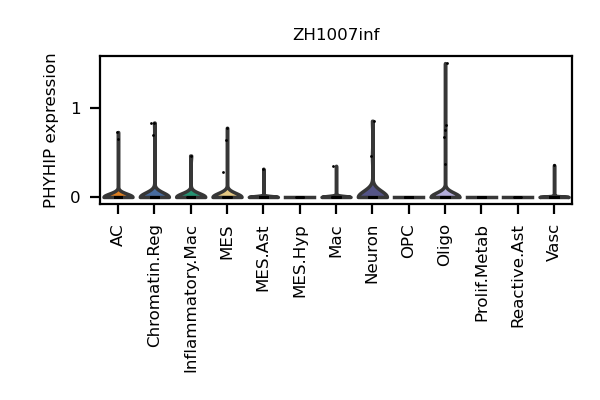 ZH1007inf
PHYHIP expression
1
0
AC
Chromatin.Reg
Inflammatory.Mac
MES
MES.Ast
MES.Hyp
Mac
Neuron
OPC
Oligo
Prolif.Metab
Reactive.Ast
Vasc